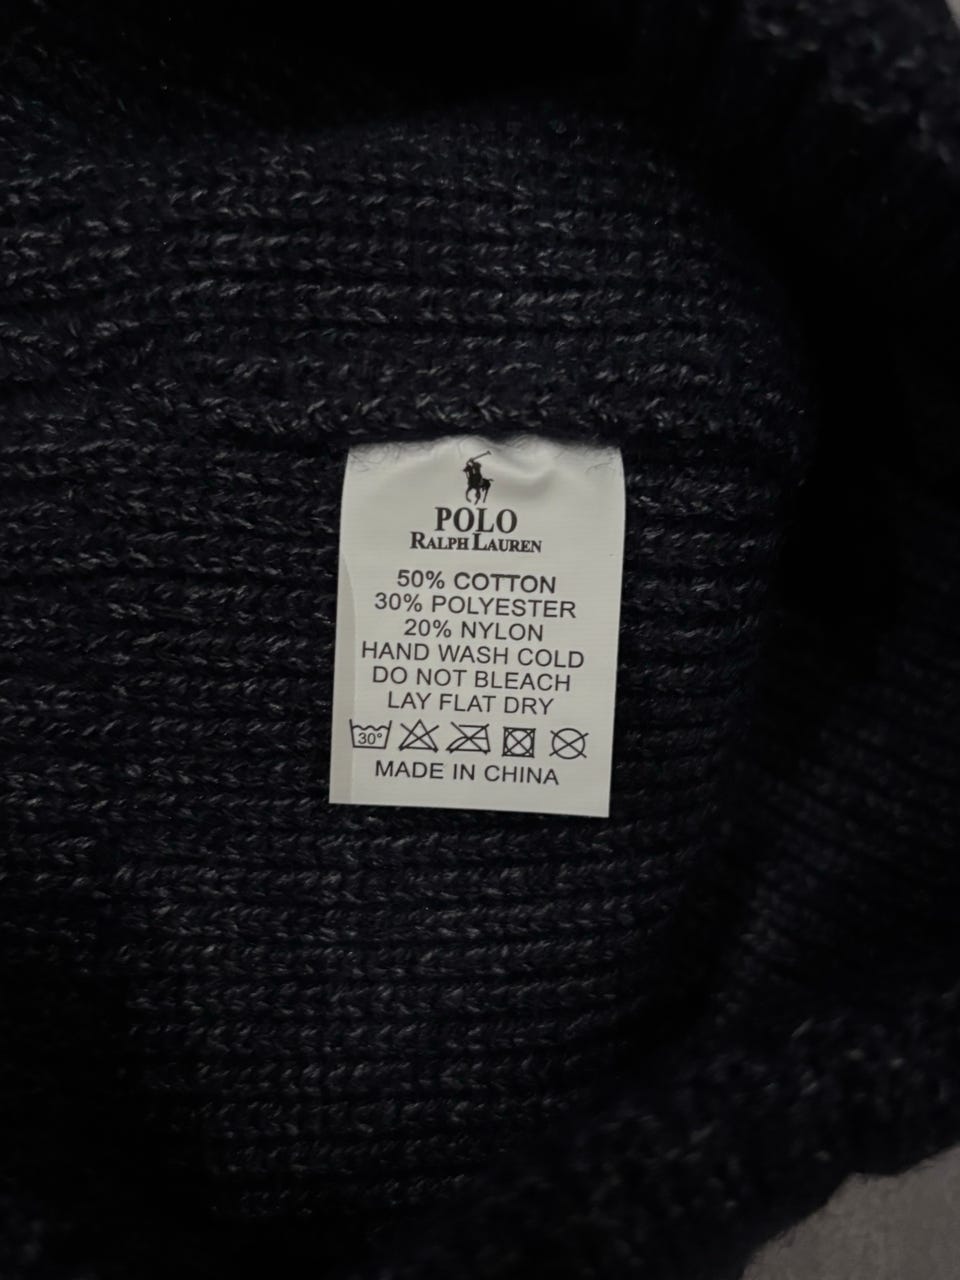 POLO
RALPH LAUREN
50% COTTON
30% POLYESTER
20% NYLON
HAND WASH COLD
DO NOT BLEACH
LAY FLAT DRY
30°
MADE IN CHINA